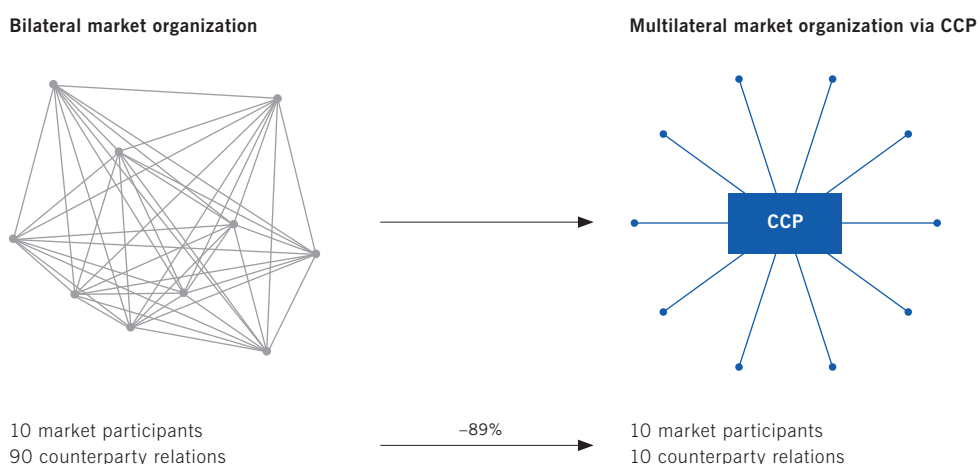 Bilateral market organization
Multilateral market organization via CCP
CCP
10 market participants
90 counterparty relations
–89%
10 market participants
10 counterparty relations